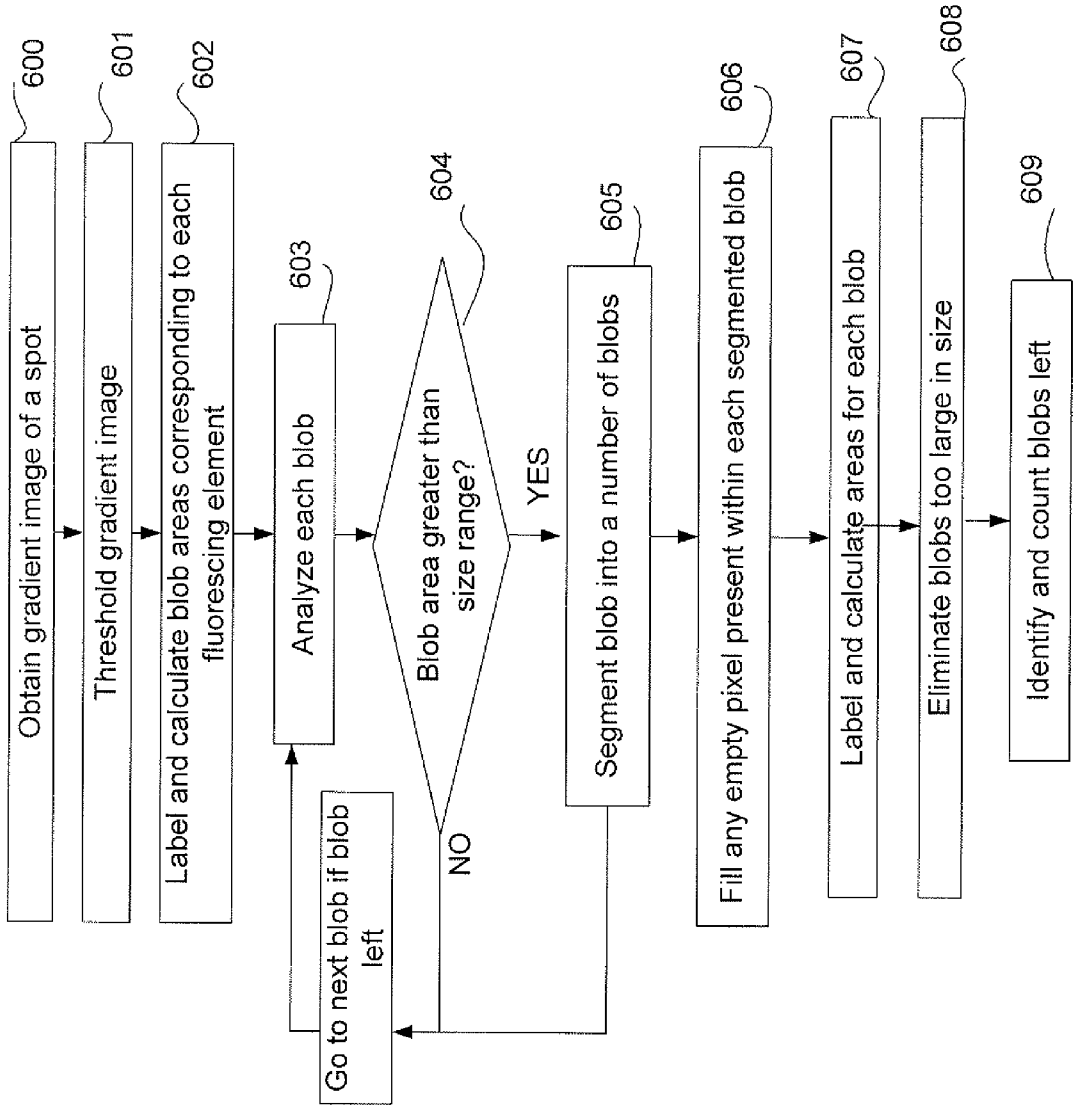 Obtain gradient image of a spot
600
Threshold gradient image
601
Label and calculate blob areas corresponding to each
fluorescing element
602
Analyze each blob
603
Go to next blob if blob
left
Blob area greater than
size range?
604
NO
YES
Segment blob into a number of blobs
605
Fill any empty pixel present within each segmented blob
606
Label and calculate areas for each blob
607
Eliminate blobs too large in size
608
Identify and count blobs left
609